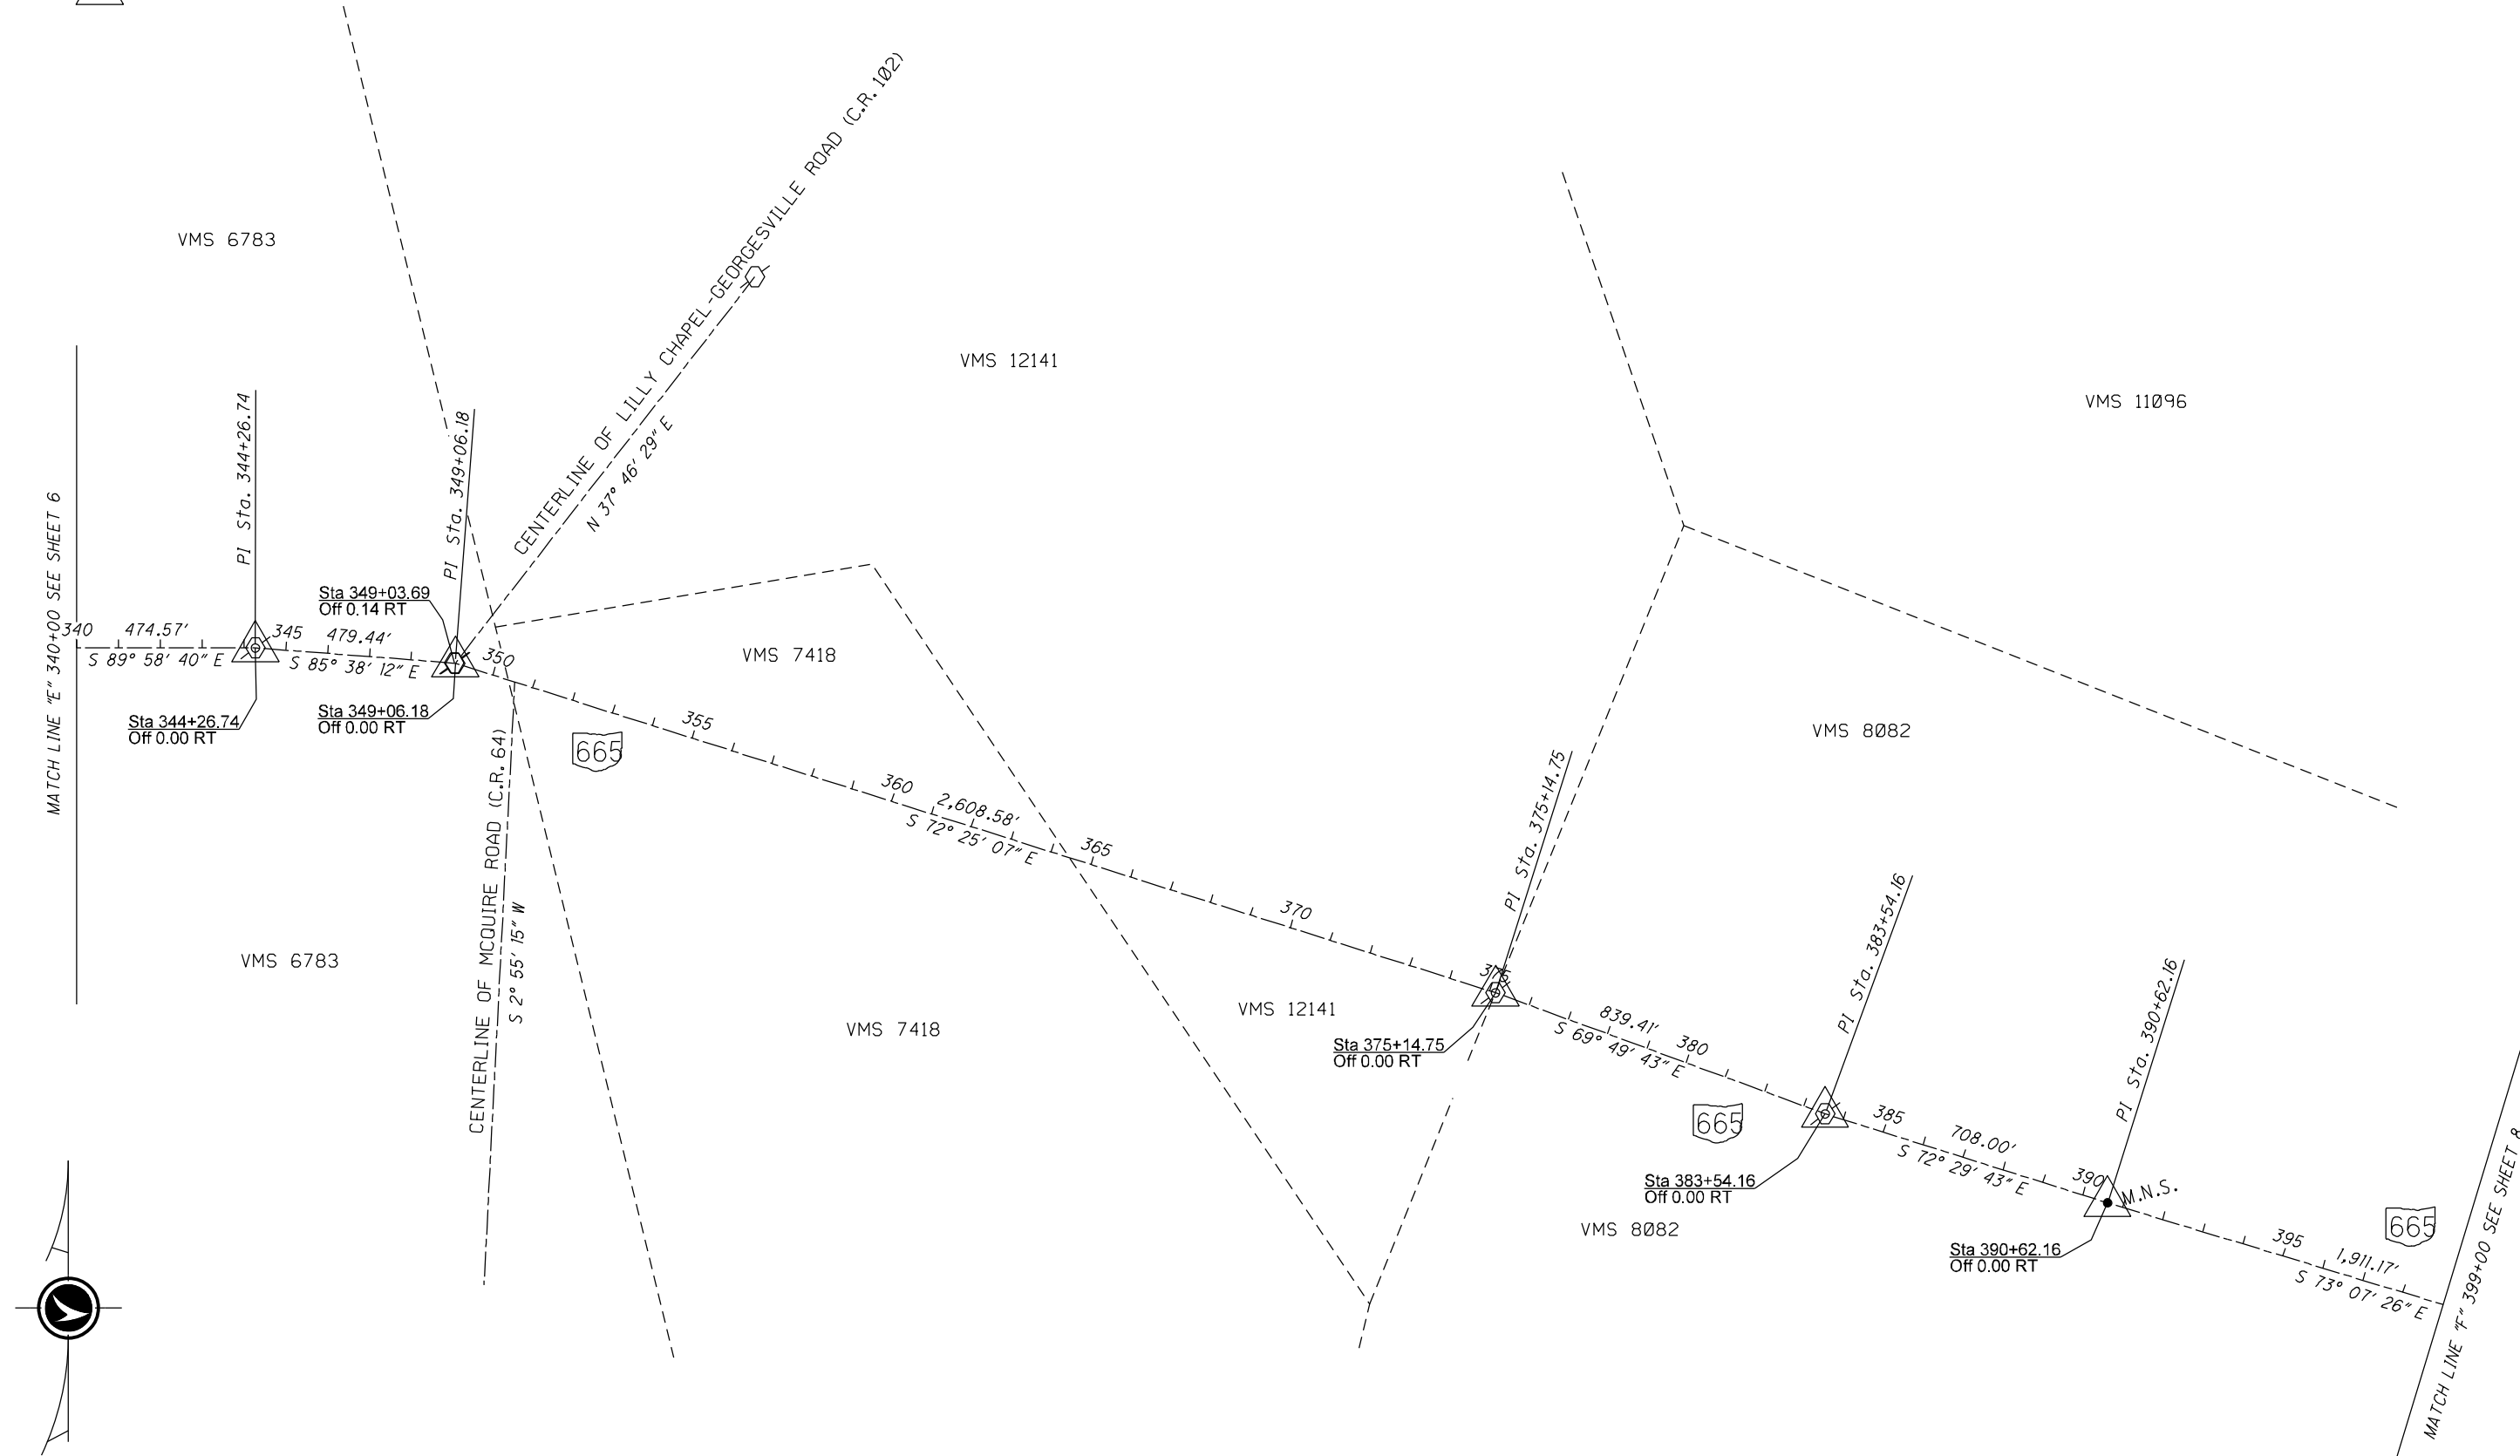 CENTERLINE OF LILLY CHAPEL-GEORGESVILLE ROAD (C.R. 102)
N 37° 46' 29" E
VMS 6783
VMS 12141
VMS 11096
MATCH LINE "E" 340+00 SEE SHEET 6
PI Sta. 344+26.74
PI Sta. 349+06.18
Sta 349+03.69
Off 0.14 RT
340
474.57'
S 89° 58' 40" E
345
479.44'
S 85° 38' 12" E
350
VMS 7418
Sta 344+26.74
Off 0.00 RT
Sta 349+06.18
Off 0.00 RT
355
665
VMS 8082
360
2,608.58'
S 72° 25' 07" E
365
370
PI Sta. 375+14.75
375
CENTERLINE OF MCQUIRE ROAD (C.R. 64)
S 2° 55' 15" W
VMS 6783
VMS 7418
VMS 12141
Sta 375+14.75
Off 0.00 RT
839.41'
S 69° 49' 43" E
380
PI Sta. 383+54.16
665
385
708.00'
S 72° 29' 43" E
390
PI Sta. 390+62.16
M.N.S.
Sta 383+54.16
Off 0.00 RT
VMS 8082
Sta 390+62.16
Off 0.00 RT
665
395
1,911.17'
S 73° 07' 26" E
MATCH LINE "F" 399+00 SEE SHEET 8